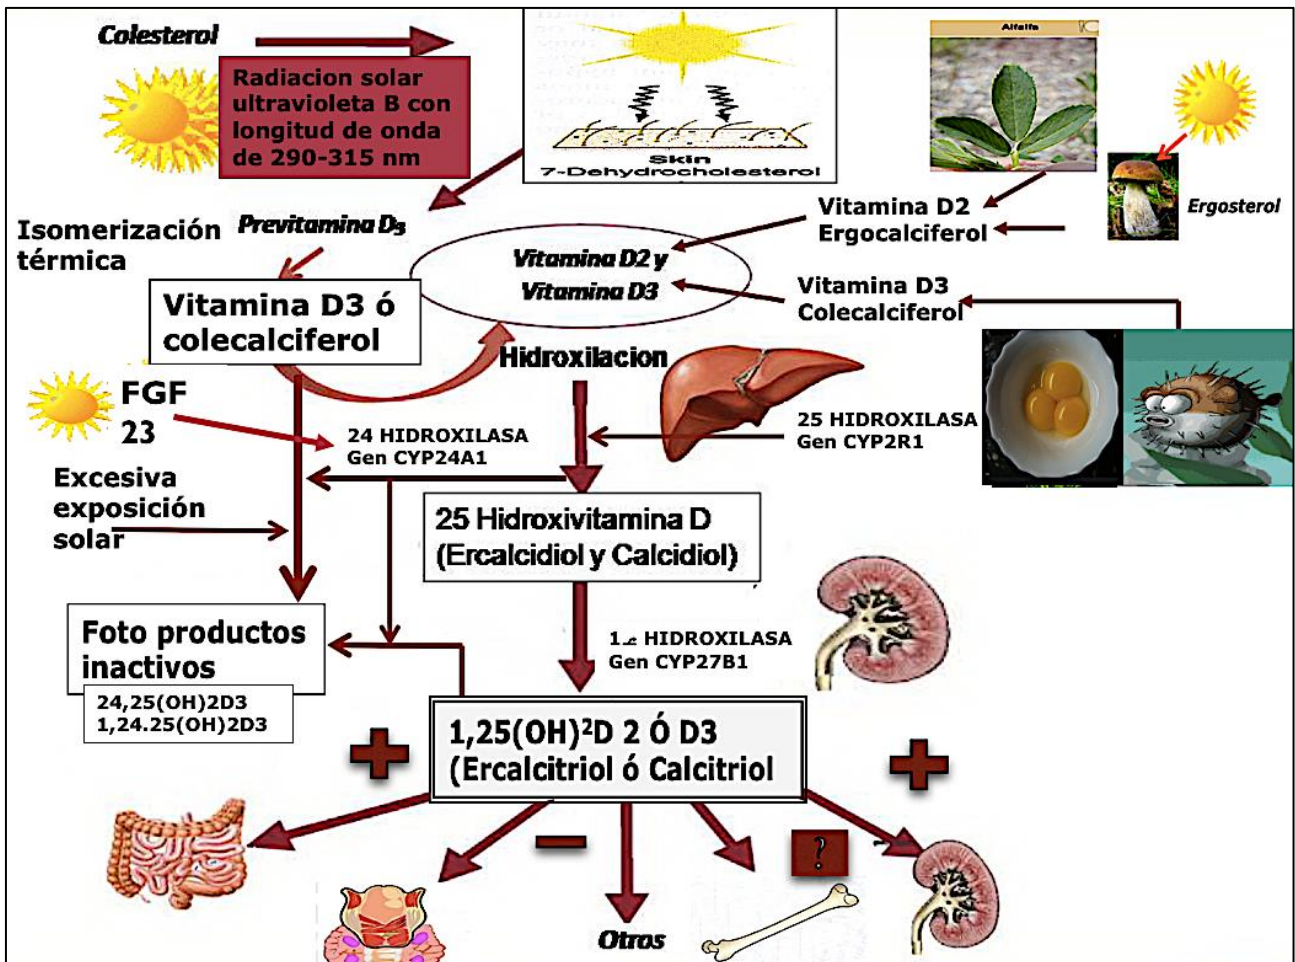 Colesterol
Radiacion solar
ultravioleta B con
longitud de onda
de 290-315 nm
Skin
7-Dehydrocholesterol
Alfalfa
Ergosterol
Vitamina D2
Ergocalciferol
Isomerización
térmica
Previtamina D3
Vitamina D2 y
Vitamina D3
Vitamina D3
Colecalciferol
Vitamina D3 ó
colecalciferol
Hidroxilacion
FGF
23
24 HIDROXILASA
Gen CYP24A1
25 HIDROXILASA
Gen CYP2R1
Excesiva
exposición
solar
25 Hidroxivitamina D
(Ercalcidiol y Calcidiol)
Foto productos
inactivos
24,25(OH)2D3
1,24.25(OH)2D3
HIDROXILASA
Gen CYP27B1
1,25(OH)²D 2 Ó D3
(Ercalcitriol ó Calcitriol
+
+
−
?
Otros